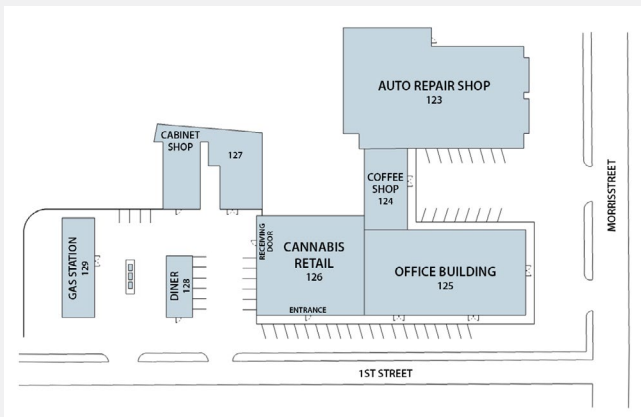 AUTO REPAIR SHOP
123
CABINET
SHOP
127
COFFEE
SHOP
124
MORRISSTREET
GAS STATION
129
DINER
128
RECEIVING
DOOR
CANNABIS
RETAIL
126
ENTRANCE
OFFICE BUILDING
125
1ST STREET